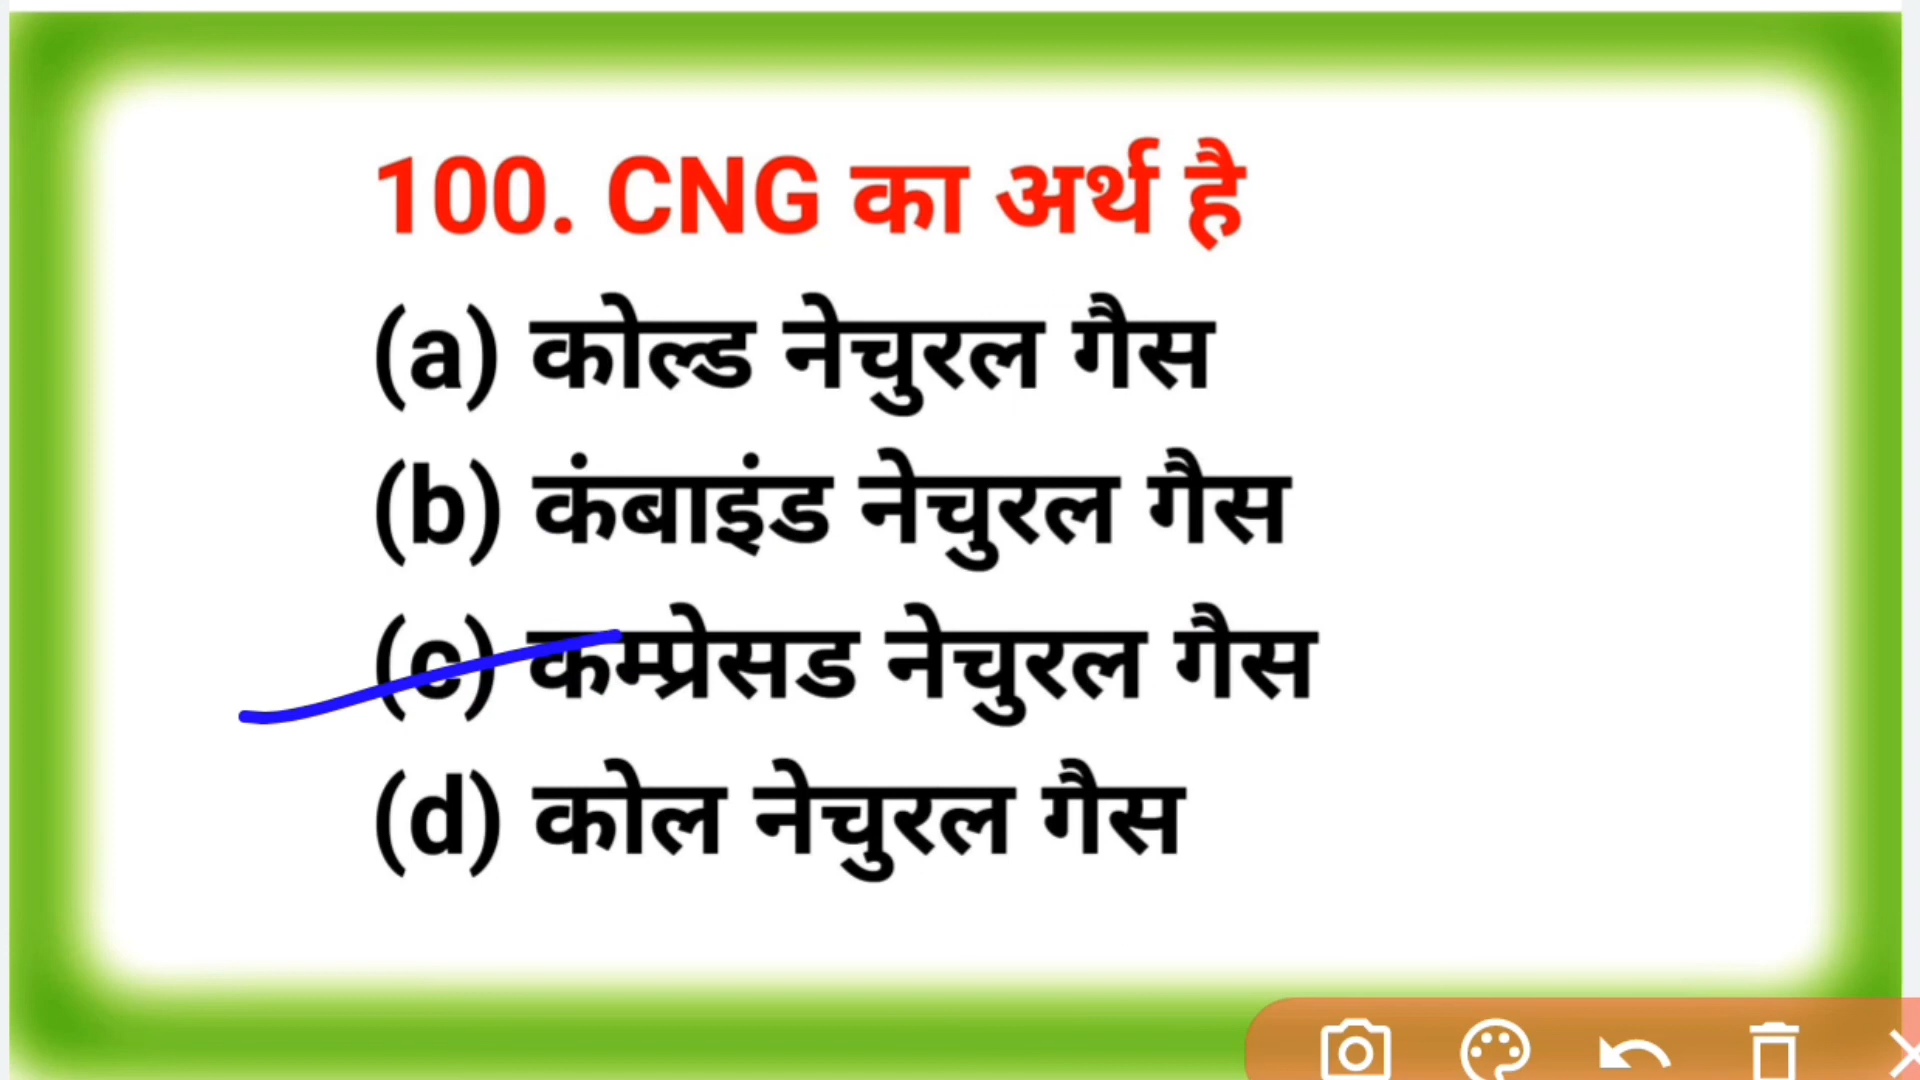 100. CNG का अर्थ है
(a) कोल्ड नेचुरल गैस
(b) कंबाइंड नेचुरल गैस
(c) कम्प्रेसड नेचुरल गैस
(d) कोल नेचुरल गैस